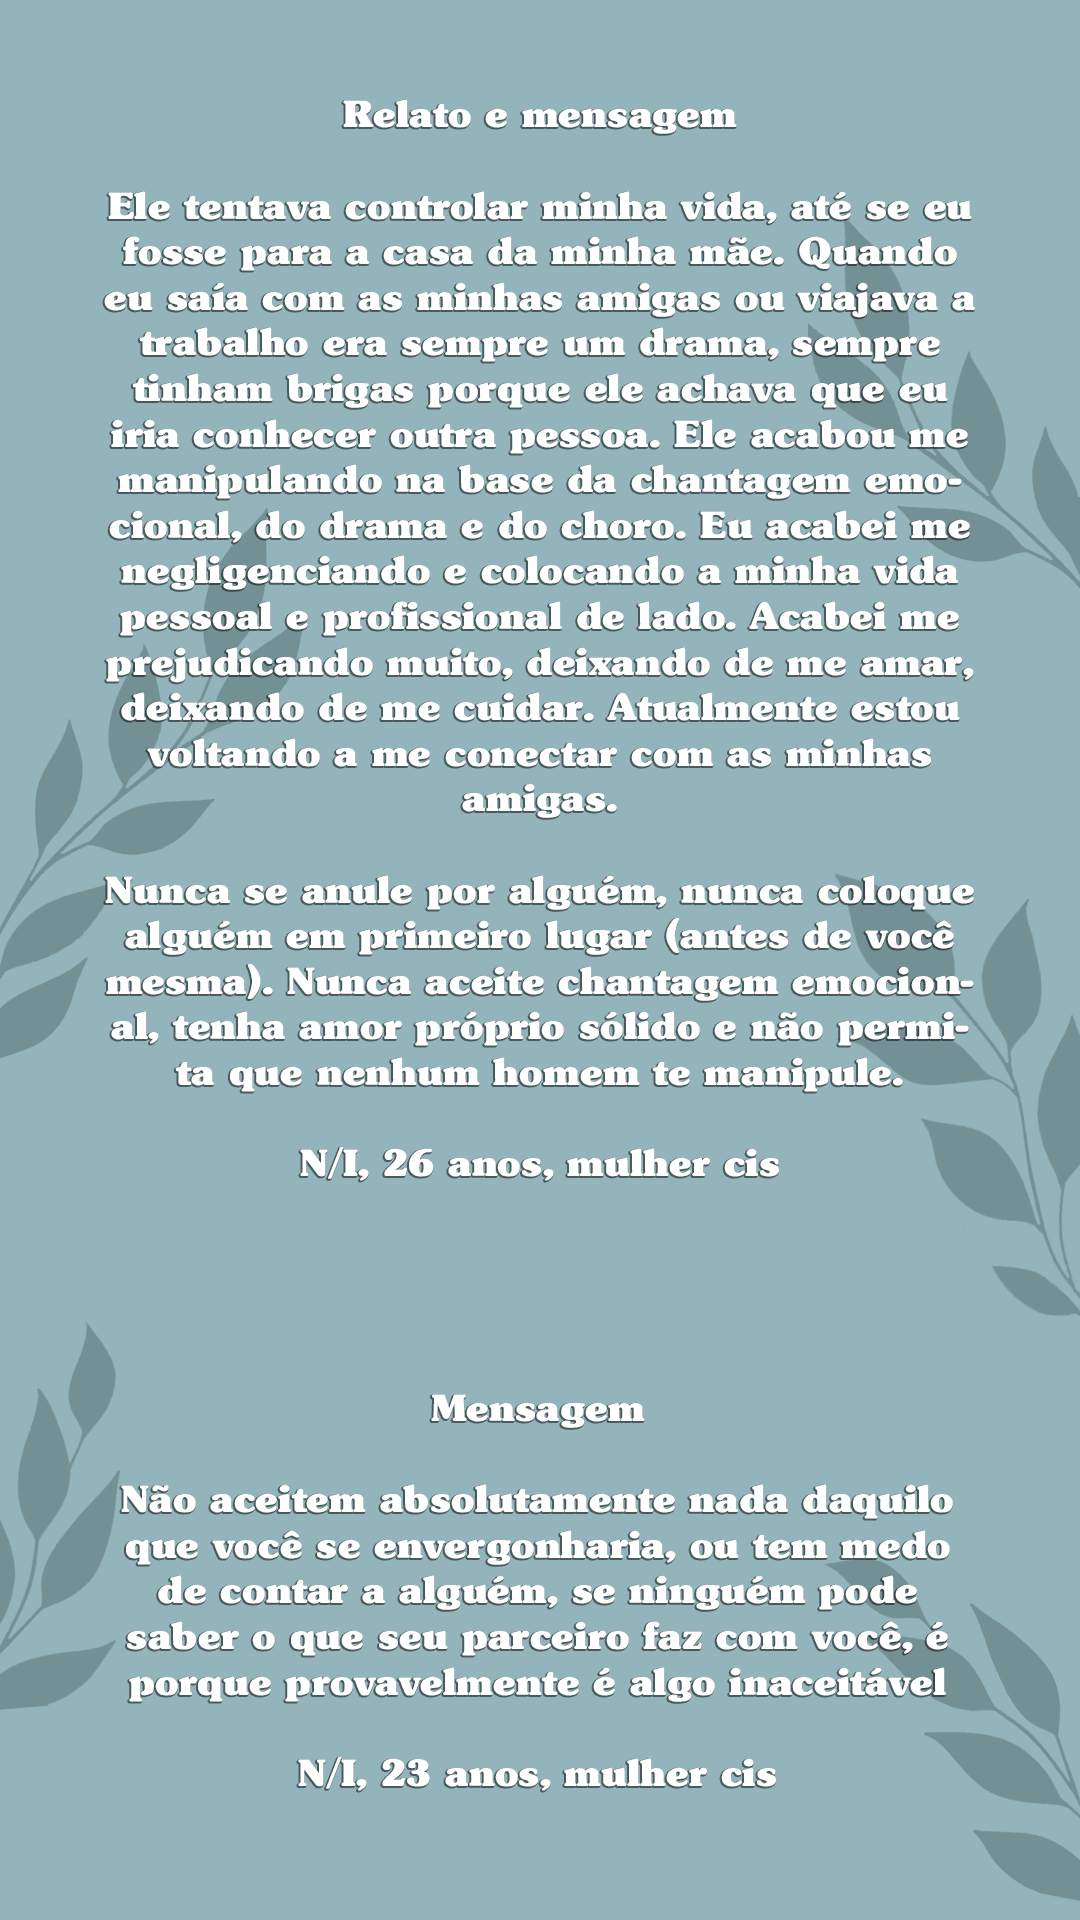 Relato e mensagem
Ele tentava controlar minha vida, até se eu
fosse para a casa da minha mãe. Quando
eu saía com as minhas amigas ou viajava a
trabalho era sempre um drama, sempre
tinham brigas porque ele achava que eu
iria conhecer outra pessoa. Ele acabou me
manipulando na base da chantagem emo-
cional, do drama e do choro. Eu acabei me
negligenciando e colocando a minha vida
pessoal e profissional de lado. Acabei me
prejudicando muito, deixando de me amar,
deixando de me cuidar. Atualmente estou
voltando a me conectar com as minhas
amigas.
Nunca se anule por alguém, nunca coloque
alguém em primeiro lugar (antes de você
mesma). Nunca aceite chantagem emocion-
al, tenha amor próprio sólido e não permi-
ta que nenhum homem te manipule.
N/I, 26 anos, mulher cis
Mensagem
Não aceitem absolutamente nada daquilo
que você se envergonharia, ou tem medo
de contar a alguém, se ninguém pode
saber o que seu parceiro faz com você, é
porque provavelmente é algo inaceitável
N/I, 23 anos, mulher cis